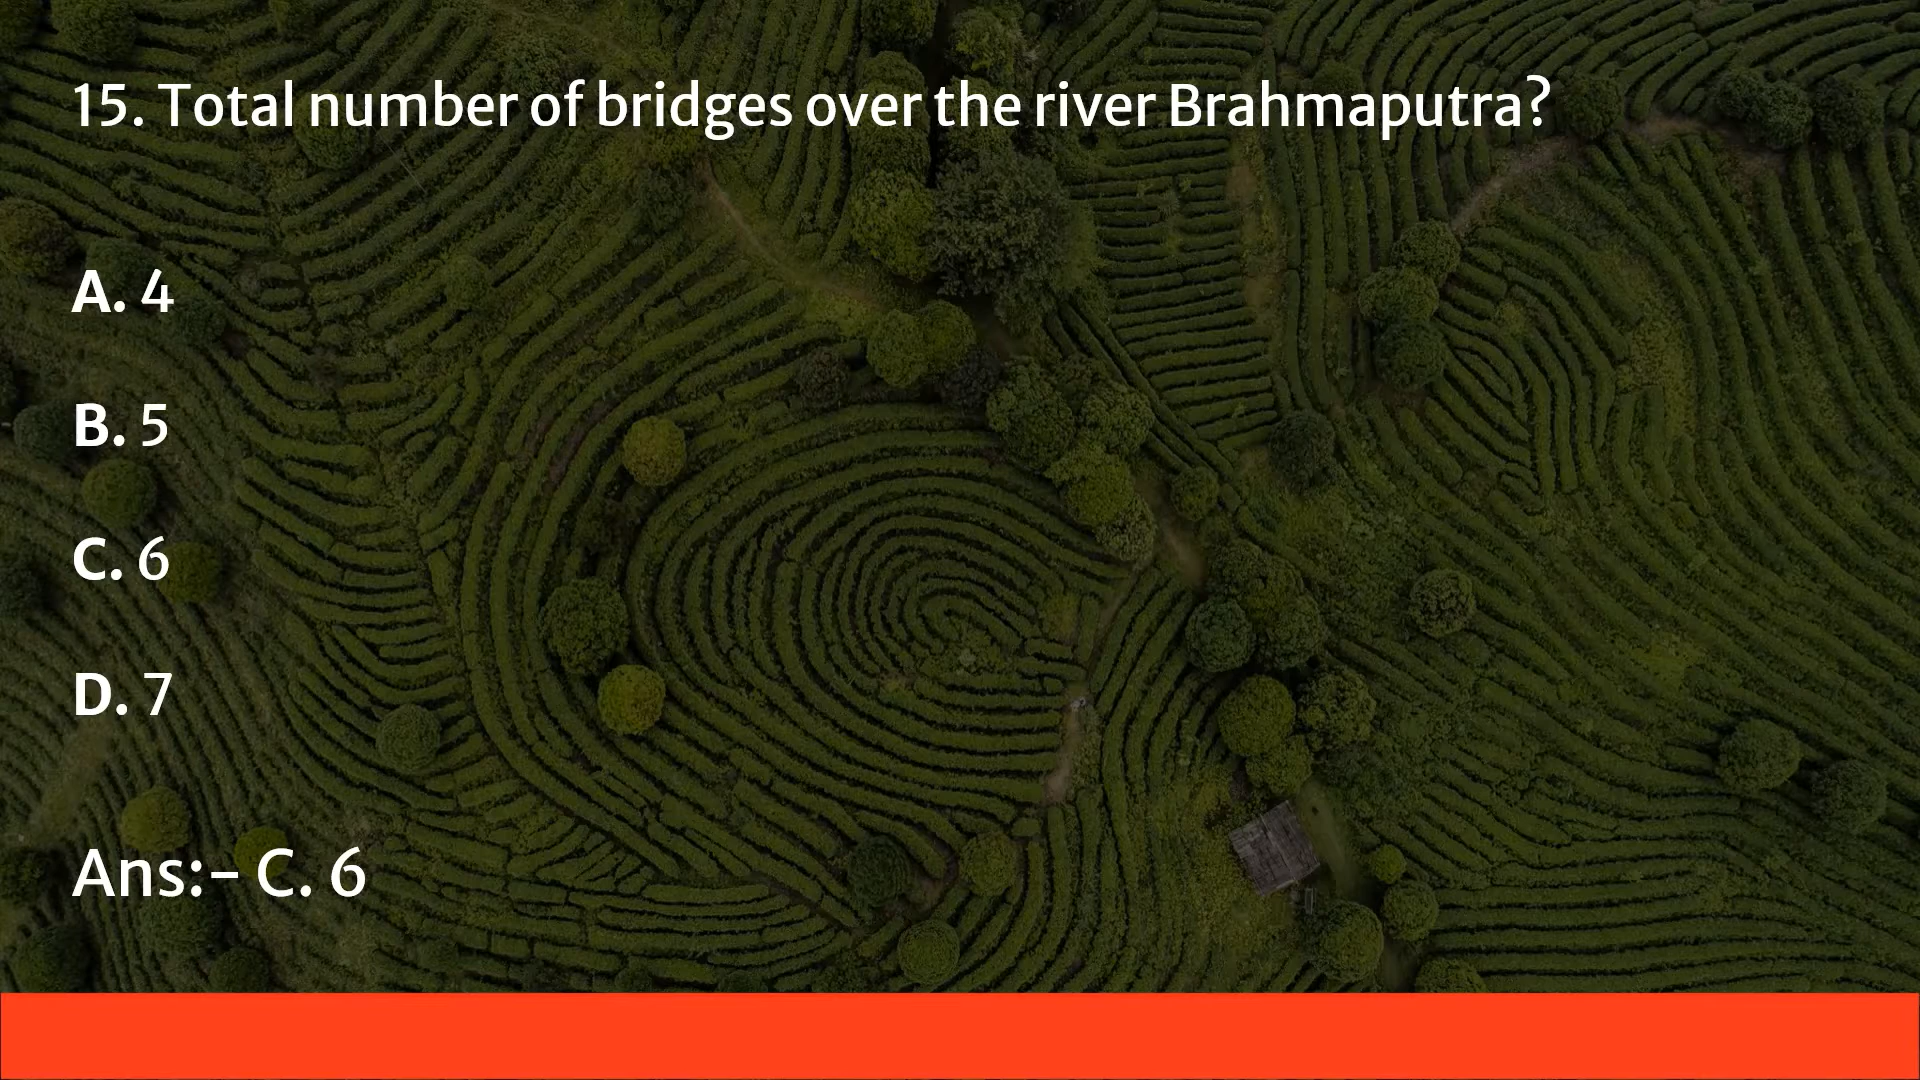 15. Total number of bridges over the river Brahmaputra?
A. 4
B. 5
C. 6
D. 7
Ans:- C. 6